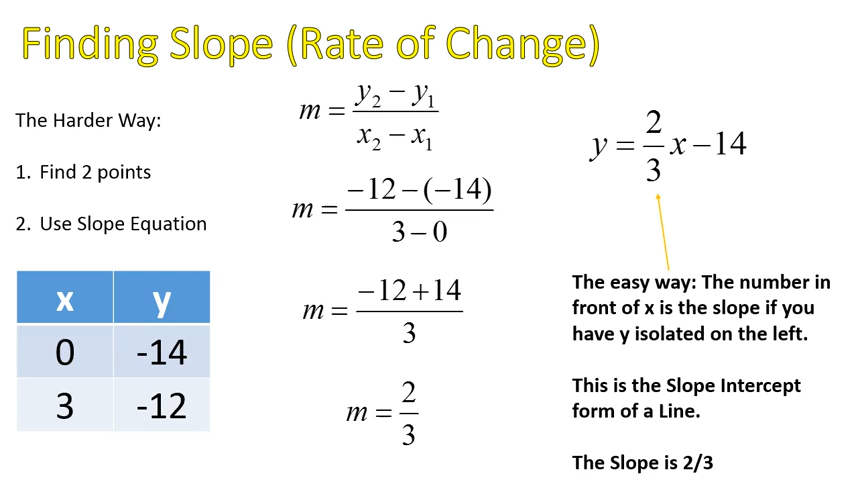 Finding Slope (Rate of Change)
The Harder Way:
1. Find 2 points
2. Use Slope Equation
x y
0 -14
3 -12
m = (y₂ − y₁)/(x₂ − x₁)
m = (−12 − (−14))/(3 − 0)
m = (−12 + 14)/3
m = 2/3
y = 2/3 x − 14
The easy way: The number in
front of x is the slope if you
have y isolated on the left.
This is the Slope Intercept
form of a Line.
The Slope is 2/3